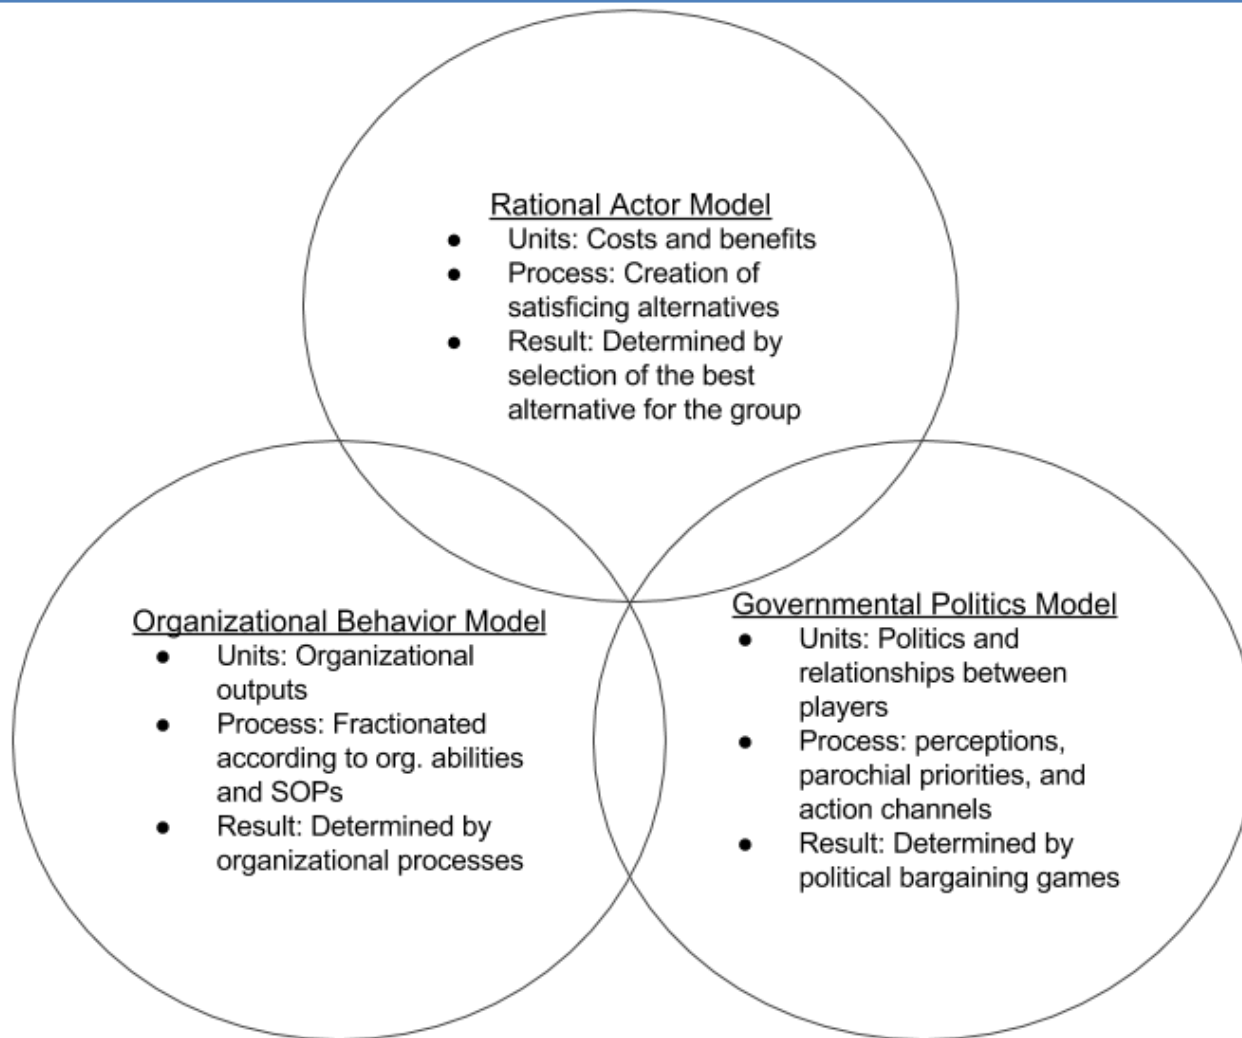 Rational Actor Model
● Units: Costs and benefits
● Process: Creation of
satisficing alternatives
● Result: Determined by
selection of the best
alternative for the group
Organizational Behavior Model
● Units: Organizational
outputs
● Process: Fractionated
according to org. abilities
and SOPs
● Result: Determined by
organizational processes
Governmental Politics Model
● Units: Politics and
relationships between
players
● Process: perceptions,
parochial priorities, and
action channels
● Result: Determined by
political bargaining games